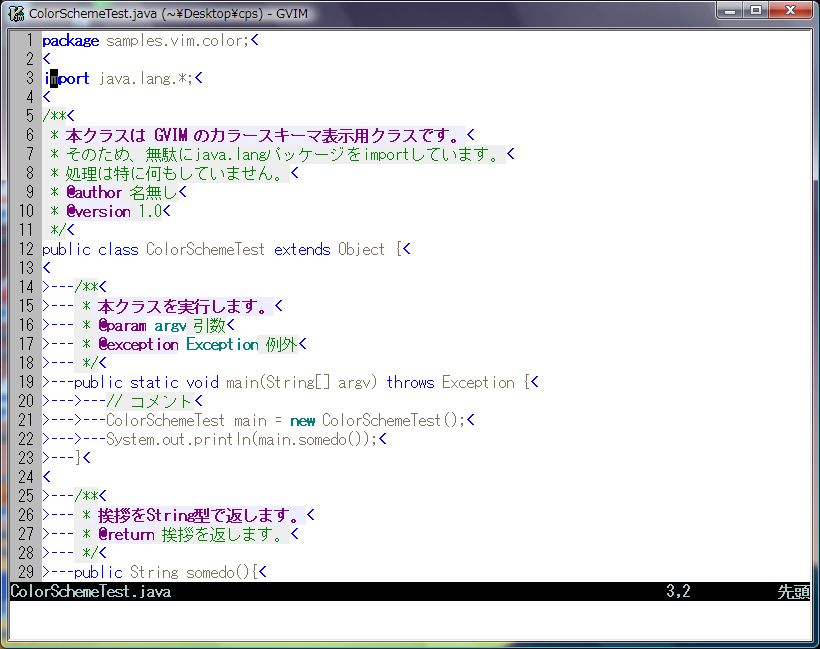 ColorSchemeTest.java (~¥Desktop¥cps) - GVIM
1 package samples.vim.color;<
2 <
3 import java.lang.*;<
4 <
5 /**<
6  * 本クラスは GVIM のカラースキーマ表示用クラスです。<
7  * そのため、無駄にjava.langパッケージをimportしています。<
8  * 処理は特に何もしていません。<
9  * @author 名無し<
10  * @version 1.0<
11  */<
12 public class ColorSchemeTest extends Object {<
13 <
14 >---/**<
15 >--- * 本クラスを実行します。<
16 >--- * @param argv 引数<
17 >--- * @exception Exception 例外<
18 >--- */<
19 >---public static void main(String[] argv) throws Exception {<
20 >--->---// コメント<
21 >--->---ColorSchemeTest main = new ColorSchemeTest();<
22 >--->---System.out.println(main.somedo());<
23 >---}<
24 <
25 >---/**<
26 >--- * 挨拶をString型で返します。<
27 >--- * @return 挨拶を返します。<
28 >--- */<
29 >---public String somedo(){<
ColorSchemeTest.java 3,2 先頭